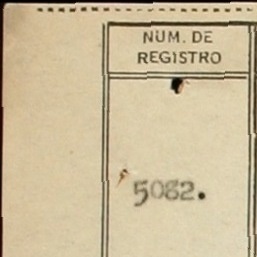 NUM. DE
REGISTRO
5082.